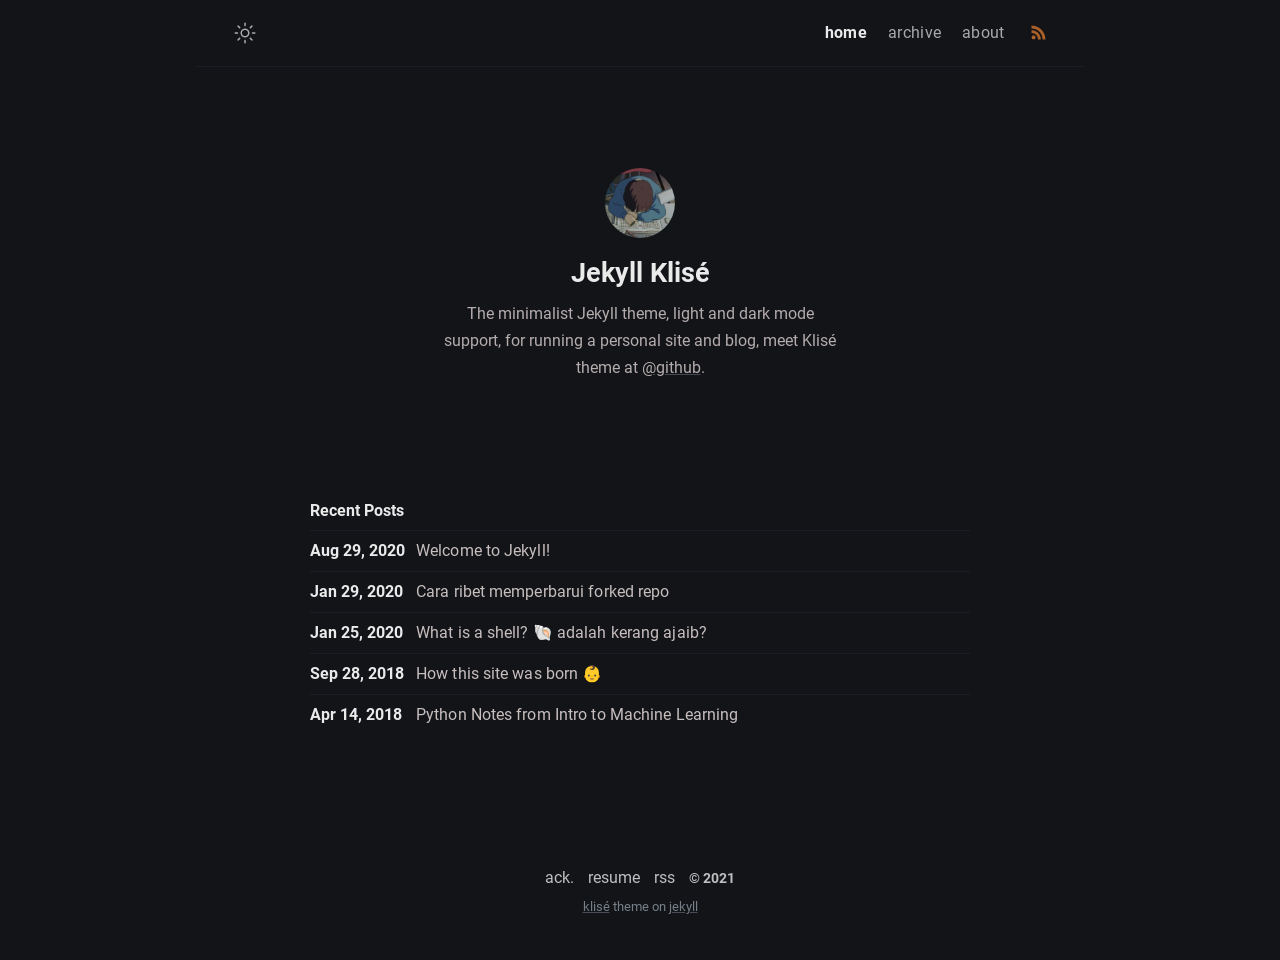 home archive about
Jekyll Klisé
The minimalist Jekyll theme, light and dark mode
support, for running a personal site and blog, meet Klisé
theme at @github.
Recent Posts
Aug 29, 2020 Welcome to Jekyll!
Jan 29, 2020 Cara ribet memperbarui forked repo
Jan 25, 2020 What is a shell? 🐚 adalah kerang ajaib?
Sep 28, 2018 How this site was born 👶
Apr 14, 2018 Python Notes from Intro to Machine Learning
ack. resume rss © 2021
klisé theme on jekyll